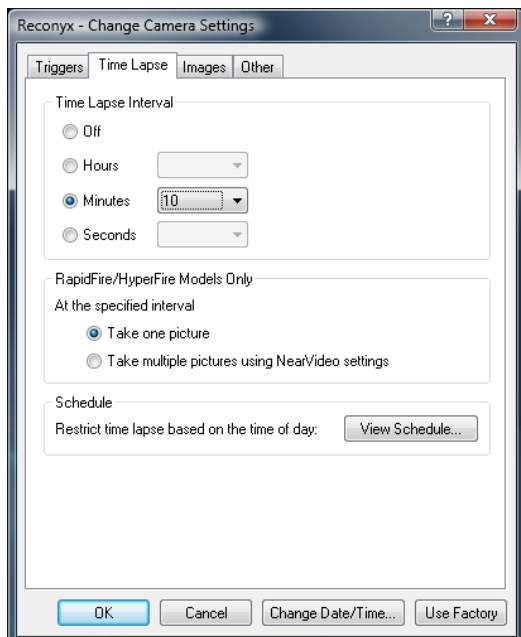 Reconyx - Change Camera Settings
Triggers Time Lapse Images Other
Time Lapse Interval
Off
Hours
Minutes 10
Seconds
RapidFire/HyperFire Models Only
At the specified interval
Take one picture
Take multiple pictures using NearVideo settings
Schedule
Restrict time lapse based on the time of day: View Schedule...
OK Cancel Change Date/Time... Use Factory